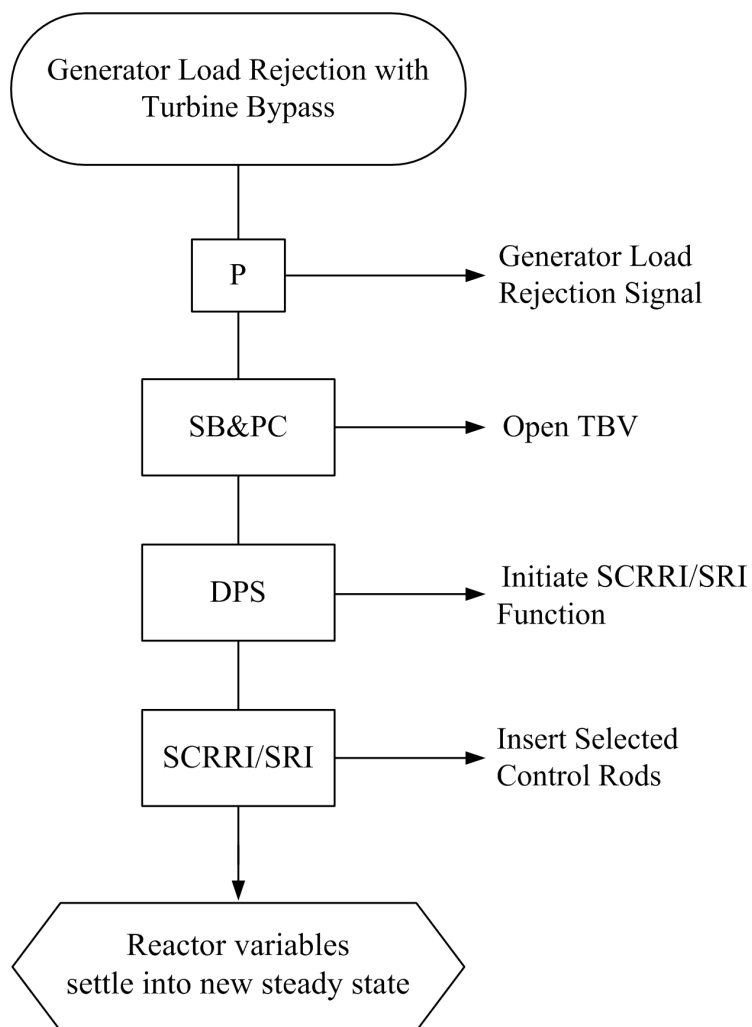 Generator Load Rejection with
Turbine Bypass
P
Generator Load
Rejection Signal
SB&PC
Open TBV
DPS
Initiate SCRRI/SRI
Function
SCRRI/SRI
Insert Selected
Control Rods
Reactor variables
settle into new steady state